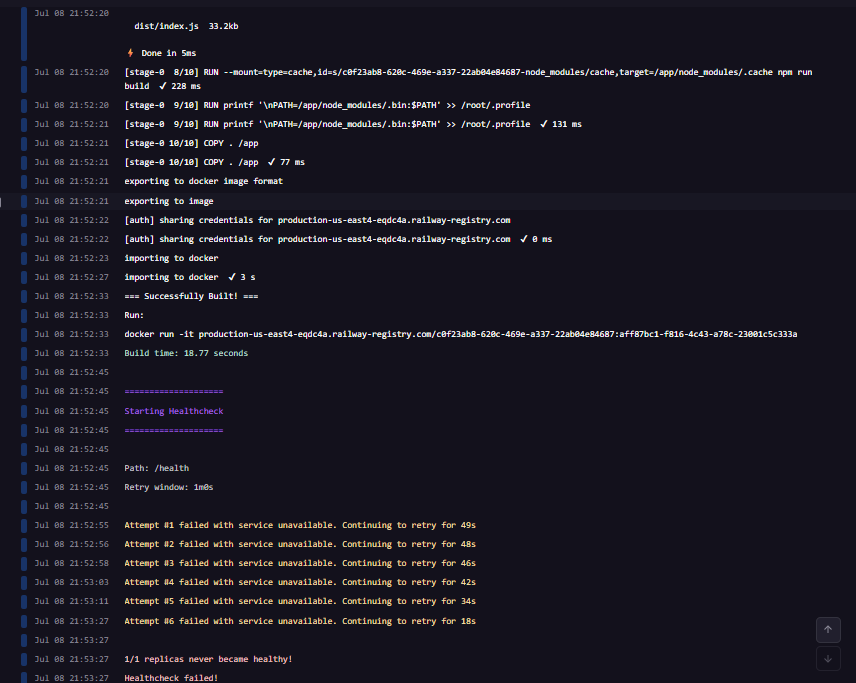 Jul 08 21:52:20
dist/index.js 33.2kb
⚡ Done in 5ms
Jul 08 21:52:20 [stage-0 8/10] RUN --mount=type=cache,id=s/c0f23ab8-620c-469e-a337-22ab04e84687-node_modules/cache,target=/app/node_modules/.cache npm run
build ✓ 228 ms
Jul 08 21:52:20 [stage-0 9/10] RUN printf '\nPATH=/app/node_modules/.bin:$PATH' >> /root/.profile
Jul 08 21:52:21 [stage-0 9/10] RUN printf '\nPATH=/app/node_modules/.bin:$PATH' >> /root/.profile ✓ 131 ms
Jul 08 21:52:21 [stage-0 10/10] COPY . /app
Jul 08 21:52:21 [stage-0 10/10] COPY . /app ✓ 77 ms
Jul 08 21:52:21 exporting to docker image format
Jul 08 21:52:21 exporting to image
Jul 08 21:52:22 [auth] sharing credentials for production-us-east4-eqdc4a.railway-registry.com
Jul 08 21:52:22 [auth] sharing credentials for production-us-east4-eqdc4a.railway-registry.com ✓ 0 ms
Jul 08 21:52:23 importing to docker
Jul 08 21:52:27 importing to docker ✓ 3 s
Jul 08 21:52:33 === Successfully Built! ===
Jul 08 21:52:33 Run:
Jul 08 21:52:33 docker run -it production-us-east4-eqdc4a.railway-registry.com/c0f23ab8-620c-469e-a337-22ab04e84687:aff87bc1-f816-4c43-a78c-23001c5c333a
Jul 08 21:52:33 Build time: 18.77 seconds
Jul 08 21:52:45
Jul 08 21:52:45 ====================
Jul 08 21:52:45 Starting Healthcheck
Jul 08 21:52:45 ====================
Jul 08 21:52:45
Jul 08 21:52:45 Path: /health
Jul 08 21:52:45 Retry window: 1m0s
Jul 08 21:52:45
Jul 08 21:52:55 Attempt #1 failed with service unavailable. Continuing to retry for 49s
Jul 08 21:52:56 Attempt #2 failed with service unavailable. Continuing to retry for 48s
Jul 08 21:52:58 Attempt #3 failed with service unavailable. Continuing to retry for 46s
Jul 08 21:53:03 Attempt #4 failed with service unavailable. Continuing to retry for 42s
Jul 08 21:53:11 Attempt #5 failed with service unavailable. Continuing to retry for 34s
Jul 08 21:53:27 Attempt #6 failed with service unavailable. Continuing to retry for 18s
Jul 08 21:53:27
Jul 08 21:53:27 1/1 replicas never became healthy!
Jul 08 21:53:27 Healthcheck failed!